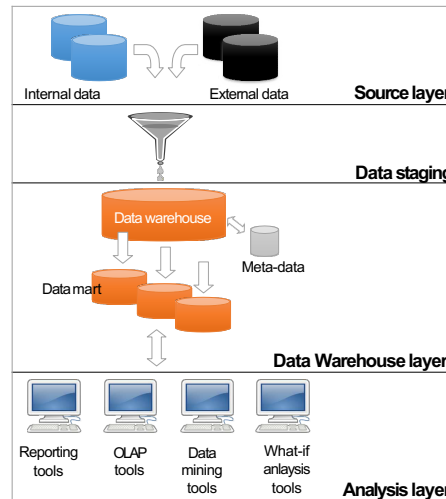 Internal data
External data
Source layer
Data staging
Data warehouse
Meta-data
Data mart
Data Warehouse layer
Reporting
tools
OLAP
tools
Data
mining
tools
What-if
anlaysis
tools
Analysis layer